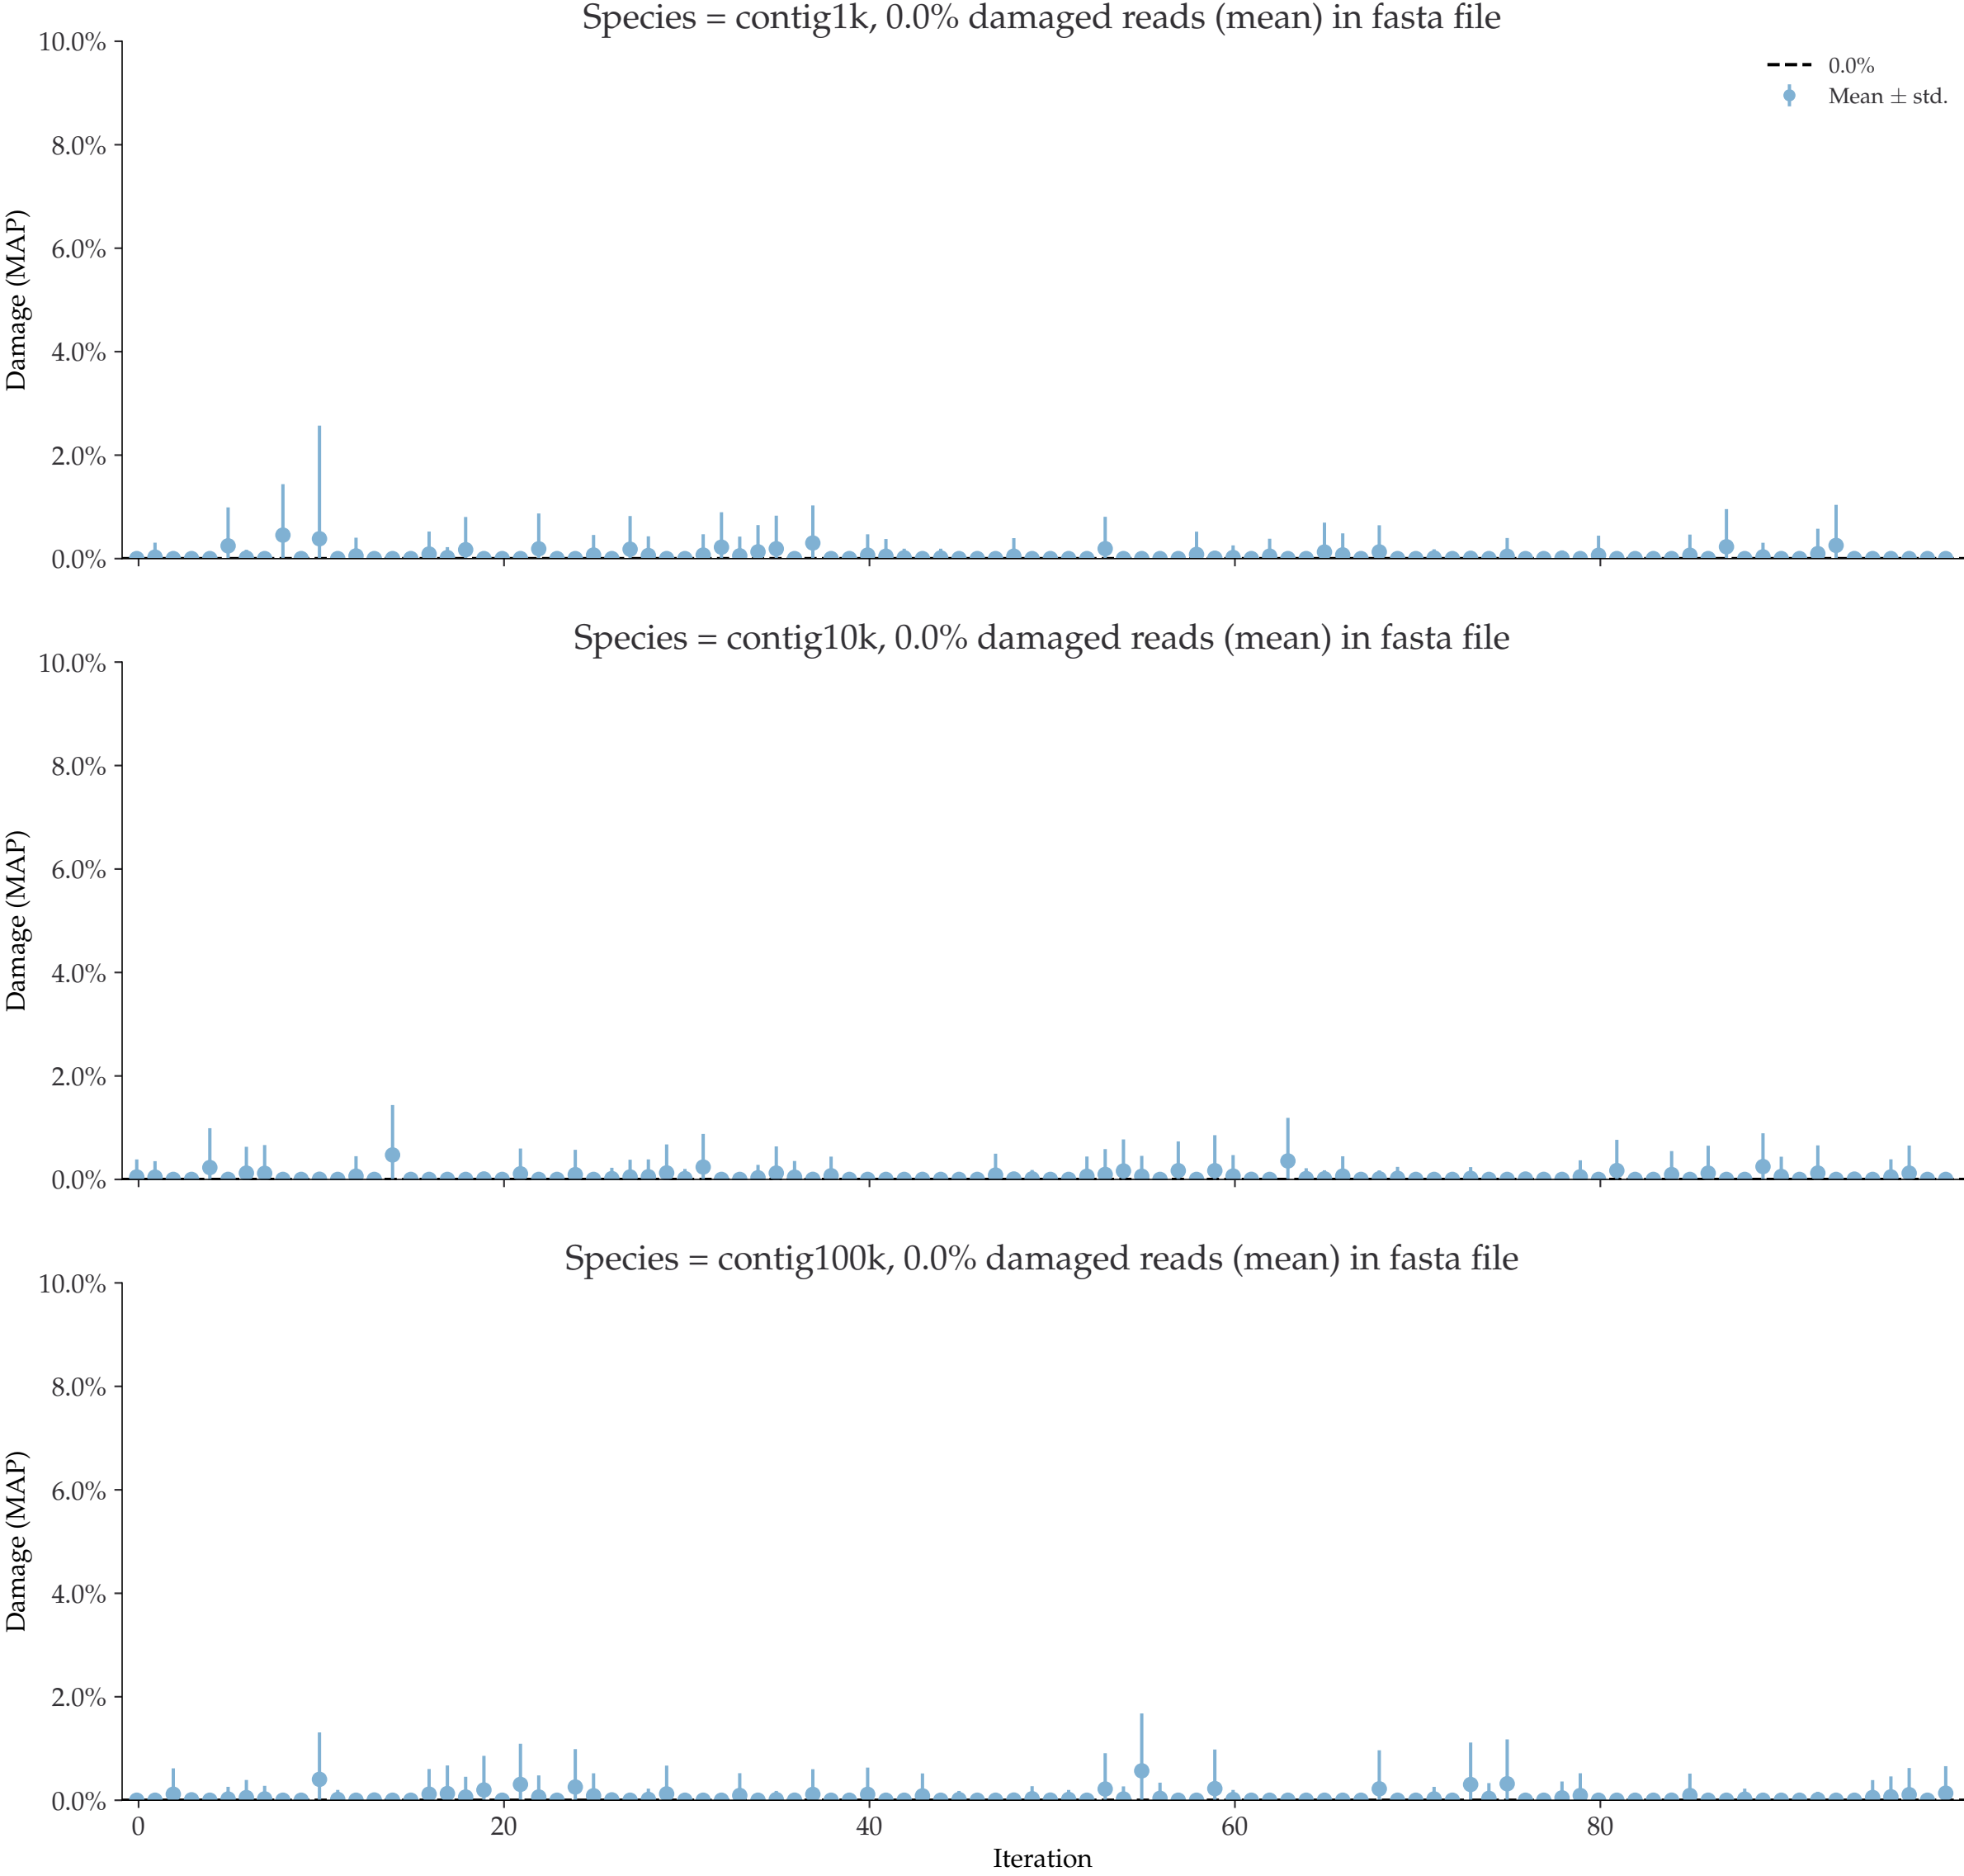 Species = contig1k, 0.0% damaged reads (mean) in fasta file
10.0%
8.0%
6.0%
4.0%
2.0%
0.0%
Damage (MAP)
0.0%
Mean ± std.
Species = contig10k, 0.0% damaged reads (mean) in fasta file
10.0%
8.0%
6.0%
4.0%
2.0%
0.0%
Damage (MAP)
Species = contig100k, 0.0% damaged reads (mean) in fasta file
10.0%
8.0%
6.0%
4.0%
2.0%
0.0%
Damage (MAP)
0 20 40 60 80
Iteration